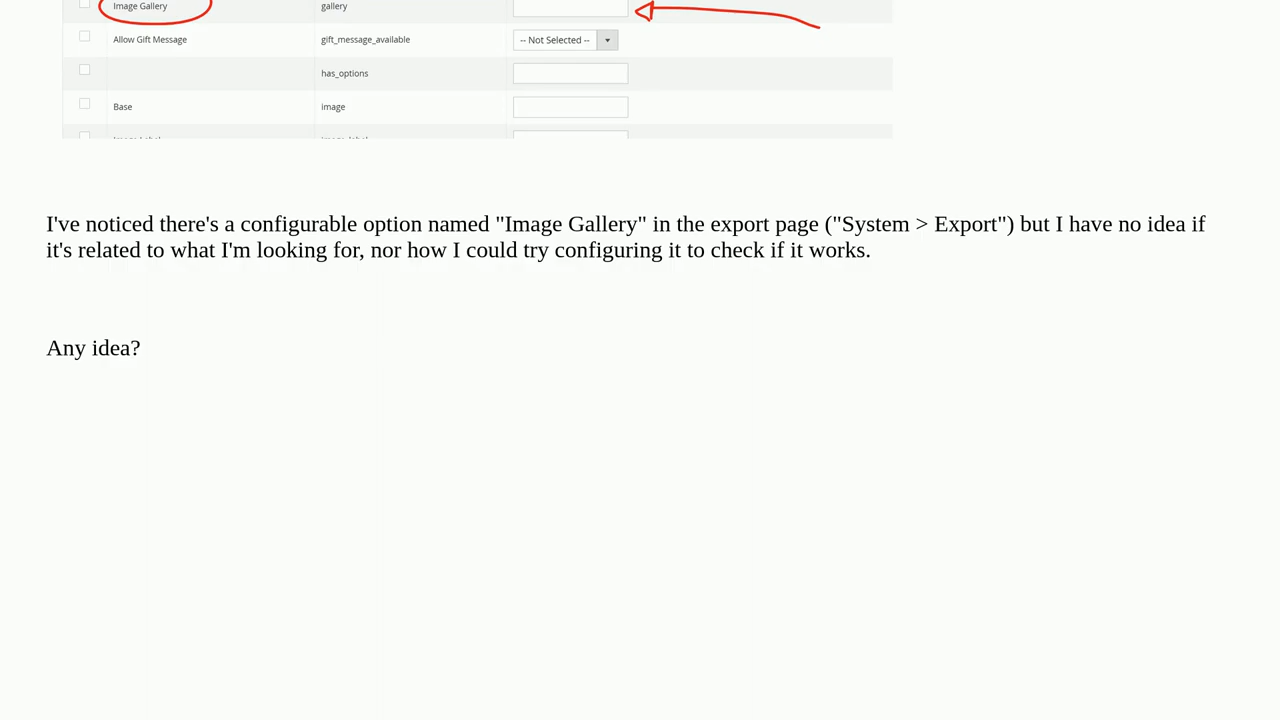 Image Gallery gallery
Allow Gift Message gift_message_available -- Not Selected --
has_options
Base image
I've noticed there's a configurable option named "Image Gallery" in the export page ("System > Export") but I have no idea if
it's related to what I'm looking for, nor how I could try configuring it to check if it works.
Any idea?